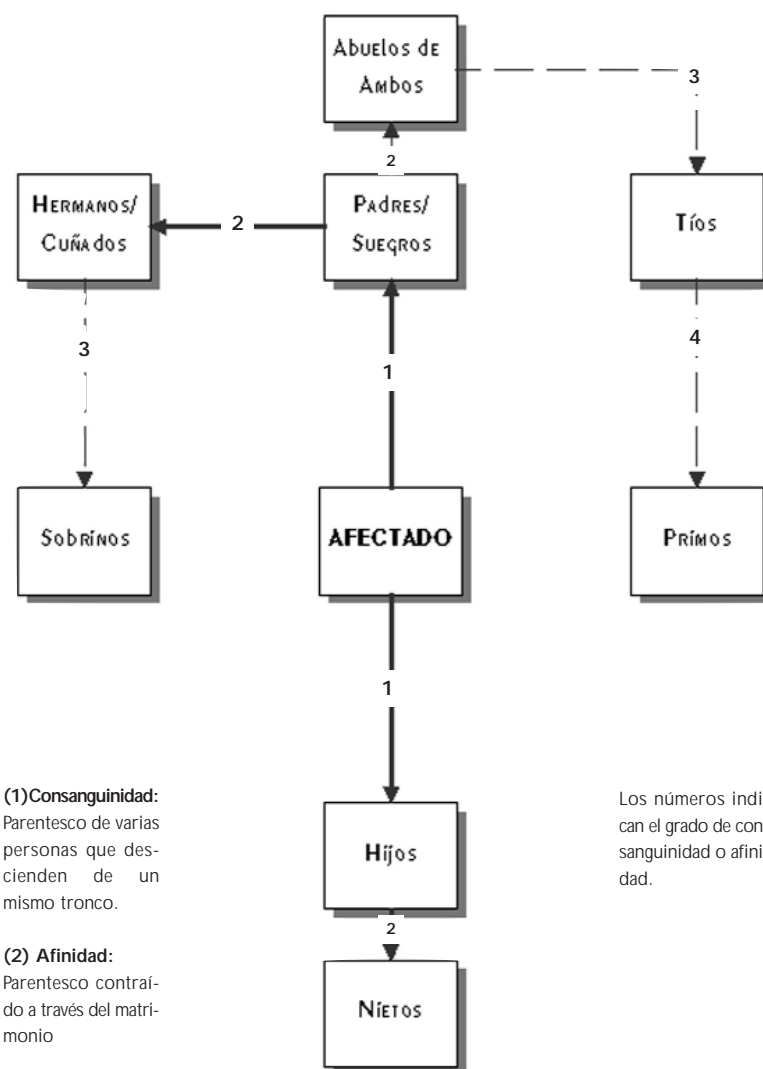 Abuelos de
Ambos
3
2
Hermanos/
Cuñados
2
Padres/
Suegros
Tíos
3
1
4
Sobrinos
AFECTADO
Primos
1
(1)Consanguinidad:
Parentesco de varias
personas que des-
cienden de un
mismo tronco.
(2) Afinidad:
Parentesco contraí-
do a través del matri-
monio
Los números indi
can el grado de con
sanguinidad o afini
dad.
Hijos
2
Nietos